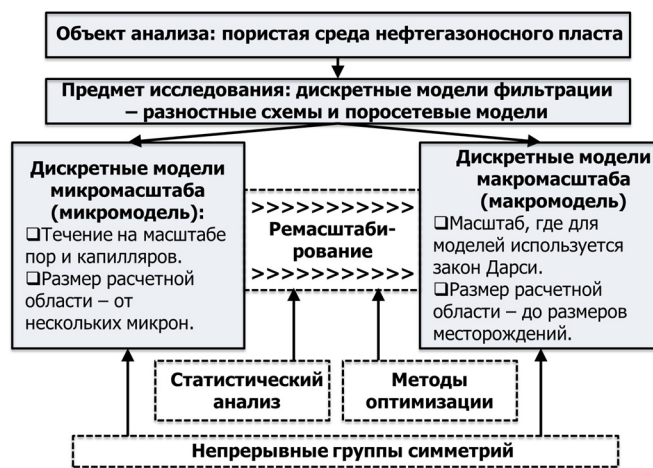 Объект анализа: пористая среда нефтегазоносного пласта
Предмет исследования: дискретные модели фильтрации
– разностные схемы и поросетевые модели
Дискретные модели
микромасштаба
(микромодель):
❑Течение на масштабе
пор и капилляров.
❑Размер расчетной
области – от
нескольких микрон.
>>>>>>>>>>>>
Ремасштаби-
рование
>>>>>>>>>>>>
Дискретные модели
макромасштаба
(макромодель)
❑Масштаб, где для
моделей используется
закон Дарси.
❑Размер расчетной
области – до размеров
месторождений.
Статистический
анализ
Методы
оптимизации
Непрерывные группы симметрий